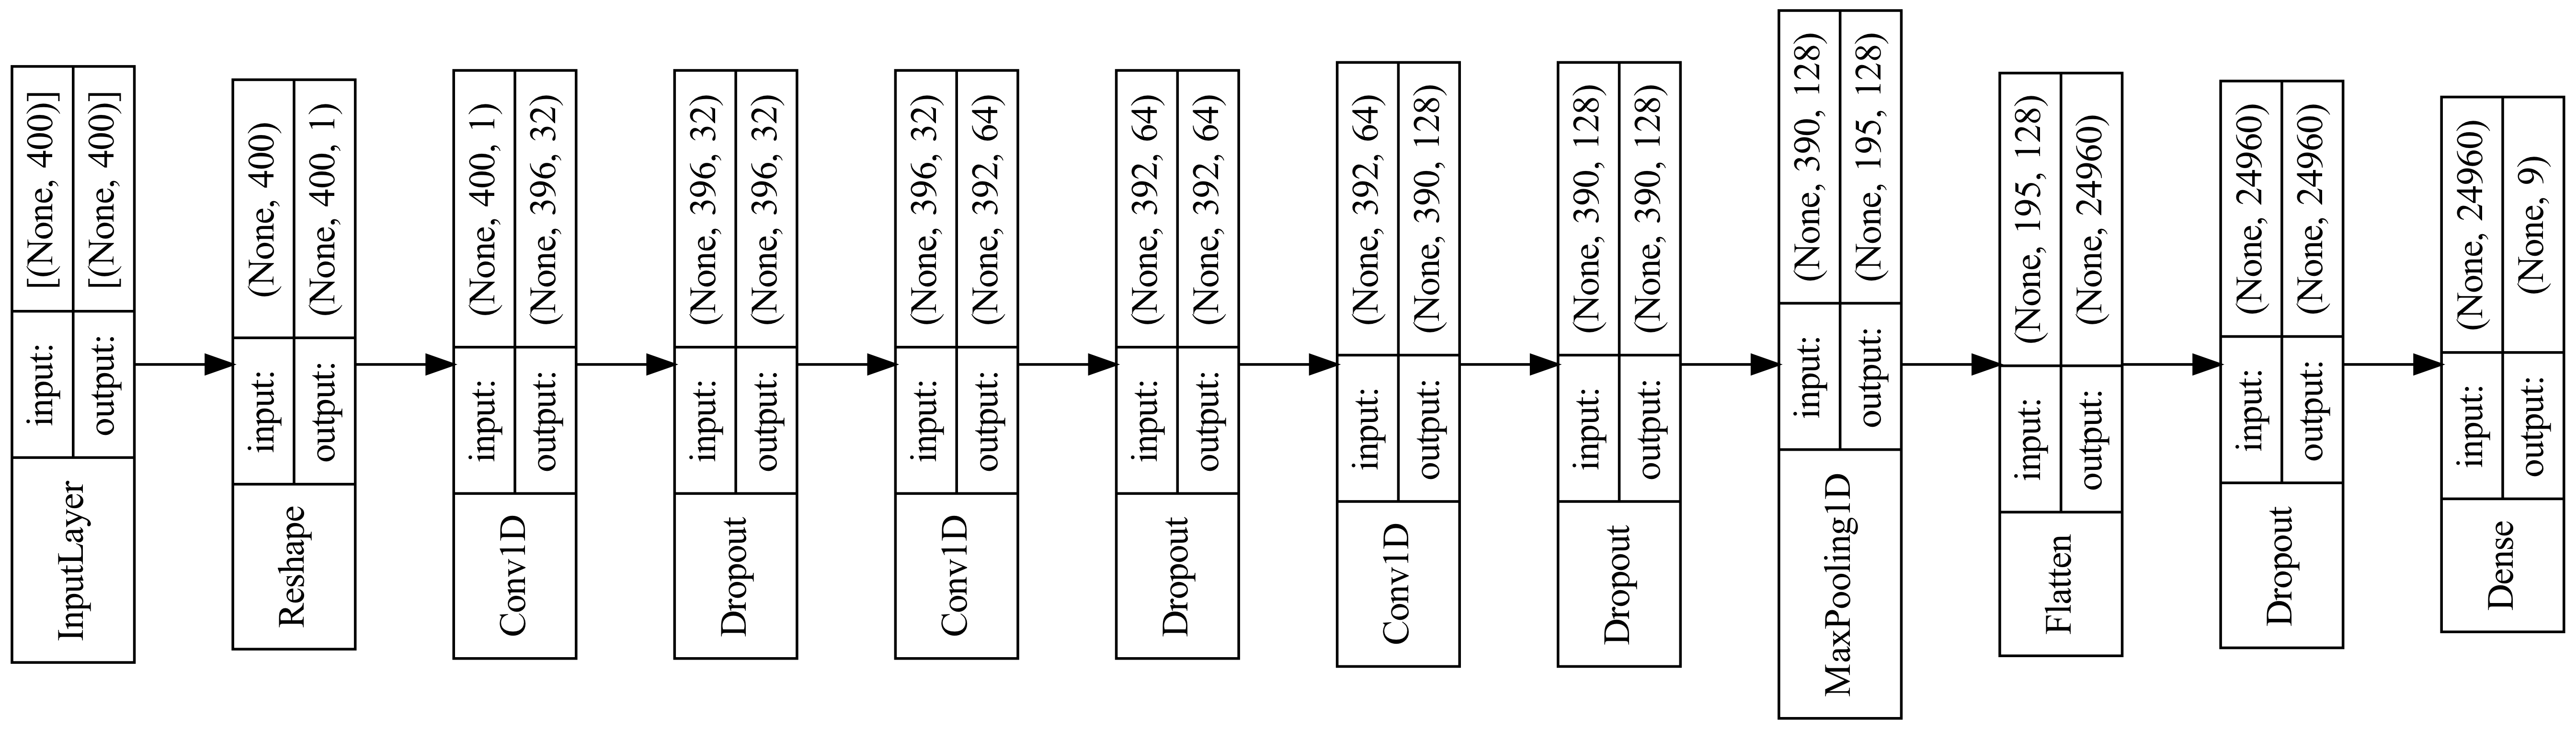 InputLayer
input:
[(None, 400)]
output:
[(None, 400)]
Reshape
input:
(None, 400)
output:
(None, 400, 1)
Conv1D
input:
(None, 400, 1)
output:
(None, 396, 32)
Dropout
input:
(None, 396, 32)
output:
(None, 396, 32)
Conv1D
input:
(None, 396, 32)
output:
(None, 392, 64)
Dropout
input:
(None, 392, 64)
output:
(None, 392, 64)
Conv1D
input:
(None, 392, 64)
output:
(None, 390, 128)
Dropout
input:
(None, 390, 128)
output:
(None, 390, 128)
MaxPooling1D
input:
(None, 390, 128)
output:
(None, 195, 128)
Flatten
input:
(None, 195, 128)
output:
(None, 24960)
Dropout
input:
(None, 24960)
output:
(None, 24960)
Dense
input:
(None, 24960)
output:
(None, 9)